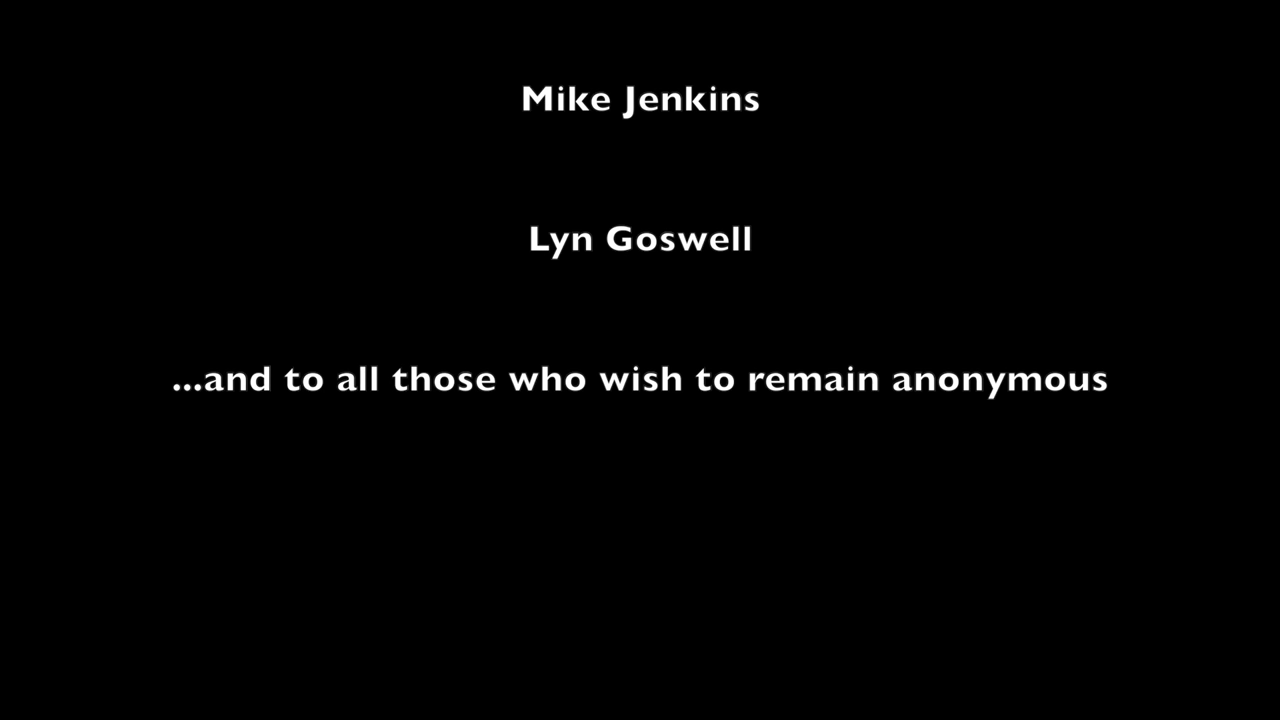 Mike Jenkins
Lyn Goswell
...and to all those who wish to remain anonymous